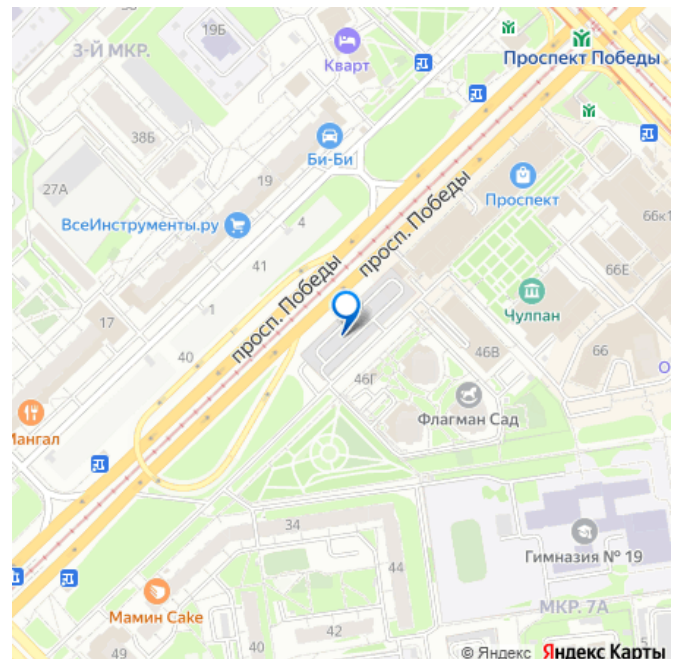 19Б
3-Й МКР.
Кварт
Проспект Победы
38Б
Би-Би
27А
19
Проспект
ВсеИнструменты.ру
4
просп. Победы
66к1
41
просп. Победы
66Е
1
Чулпан
17
40
46В
66
46Г
О
Флагман Сад
Мангал
34
Гимназия № 19
44
МКР. 7А
Мамин Cake
42
5
49
40
© Яндекс Яндекс Карты